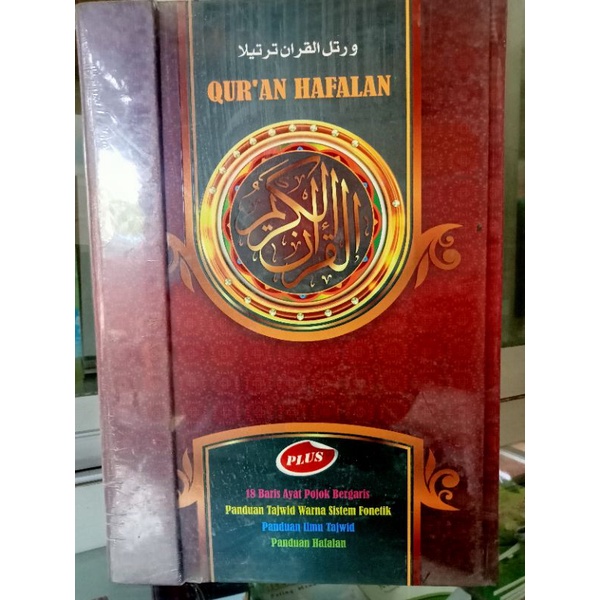 ورتل القران ترتيلا
QUR'AN HAFALAN
القرآن الكريم
PLUS
18 Baris Ayat Pojok Bergaris
Panduan Tajwid Warna Sistem Fonetik
Panduan Ilmu Tajwid
Panduan Hafalan